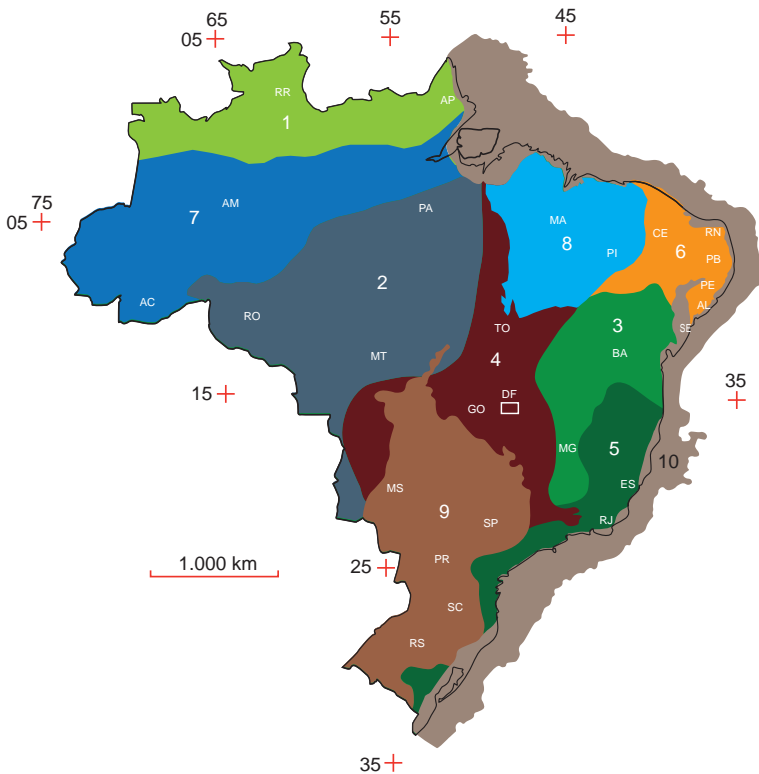 65
55
45
05
RR
AP
1
75
AM
PA
MA
CE
RN
05
7
8
6
PI
PB
2
PE
AC
AL
RO
TO
3
SE
MT
4
BA
15
DF
35
GO
MG
5
10
MS
ES
9
SP
RJ
1.000 km
25
PR
SC
RS
35